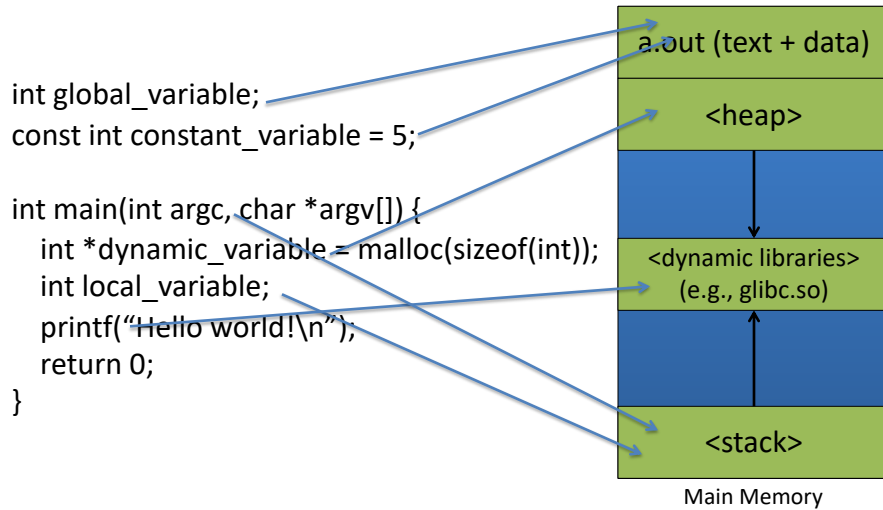 int global_variable;
const int constant_variable = 5;
int main(int argc, char *argv[]) {
int *dynamic_variable = malloc(sizeof(int));
int local_variable;
printf(“Hello world!\n”);
return 0;
}
a.out (text + data)
<heap>
<dynamic libraries>
(e.g., glibc.so)
<stack>
Main Memory